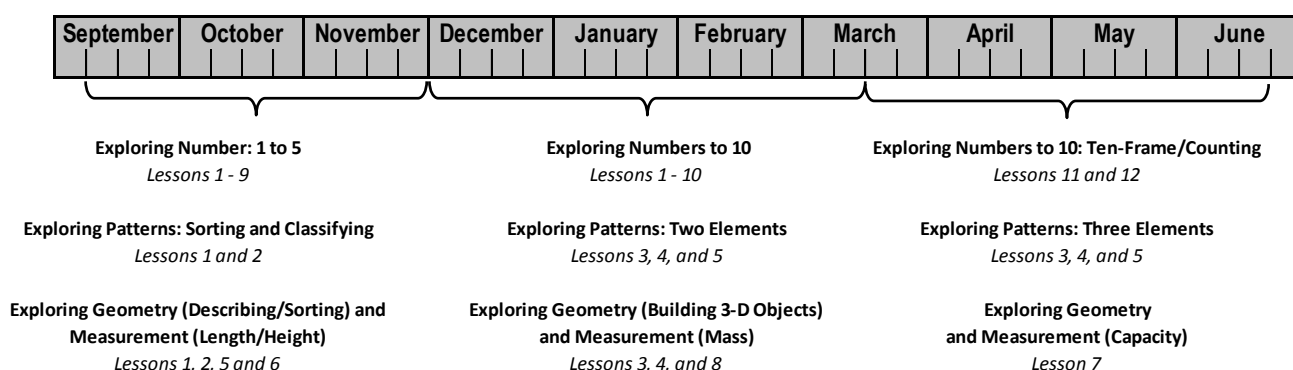 September October November December January February March April May June
Exploring Number: 1 to 5
Lessons 1 - 9
Exploring Patterns: Sorting and Classifying
Lessons 1 and 2
Exploring Geometry (Describing/Sorting) and
Measurement (Length/Height)
Lessons 1, 2, 5 and 6
Exploring Numbers to 10
Lessons 1 - 10
Exploring Patterns: Two Elements
Lessons 3, 4, and 5
Exploring Geometry (Building 3-D Objects)
and Measurement (Mass)
Lessons 3, 4, and 8
Exploring Numbers to 10: Ten-Frame/Counting
Lessons 11 and 12
Exploring Patterns: Three Elements
Lessons 3, 4, and 5
Exploring Geometry
and Measurement (Capacity)
Lesson 7